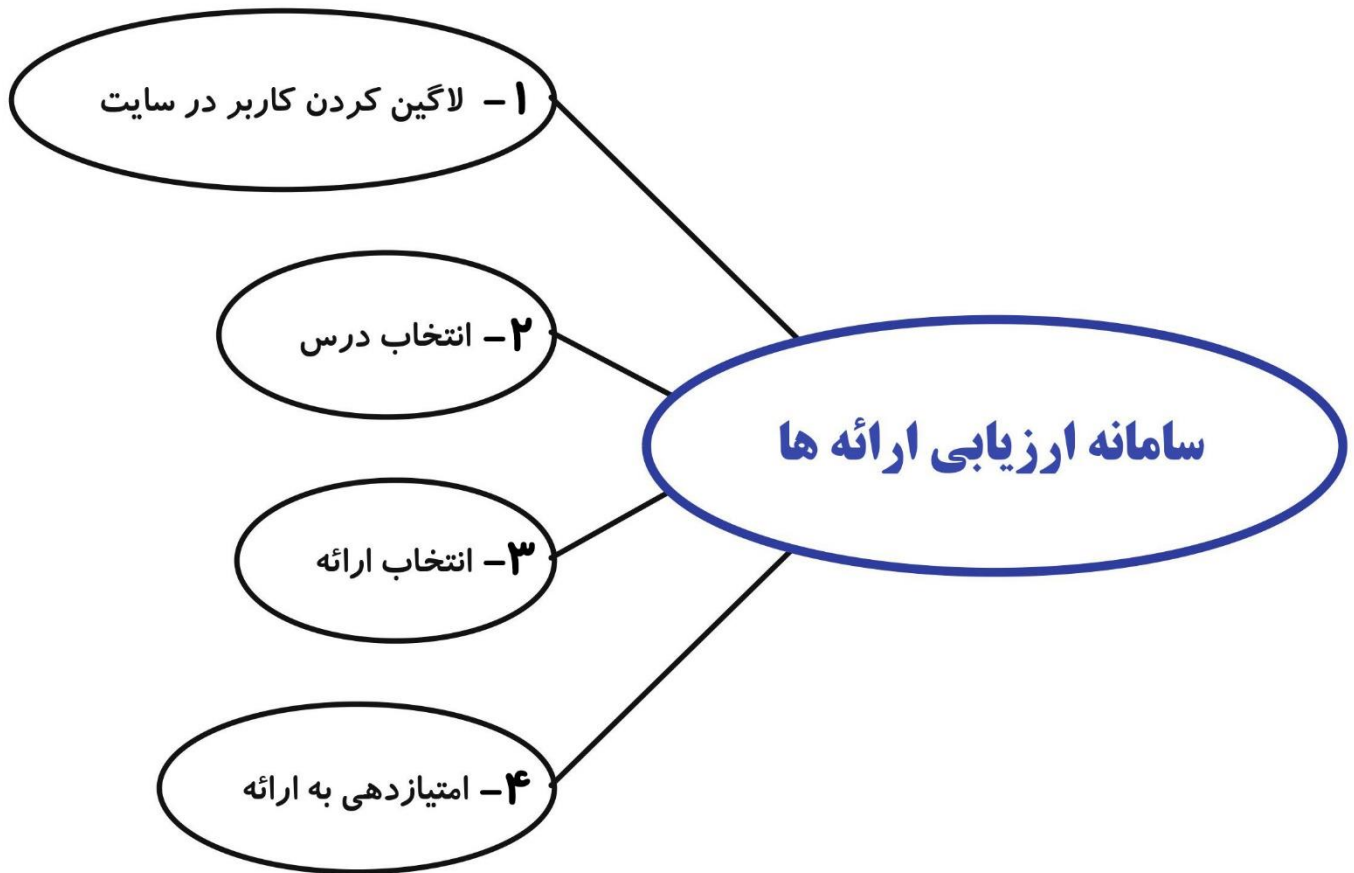 سامانه ارزیابی ارائه ها
۱- لاگین کردن کاربر در سایت
۲- انتخاب درس
۳- انتخاب ارائه
۴- امتیازدهی به ارائه